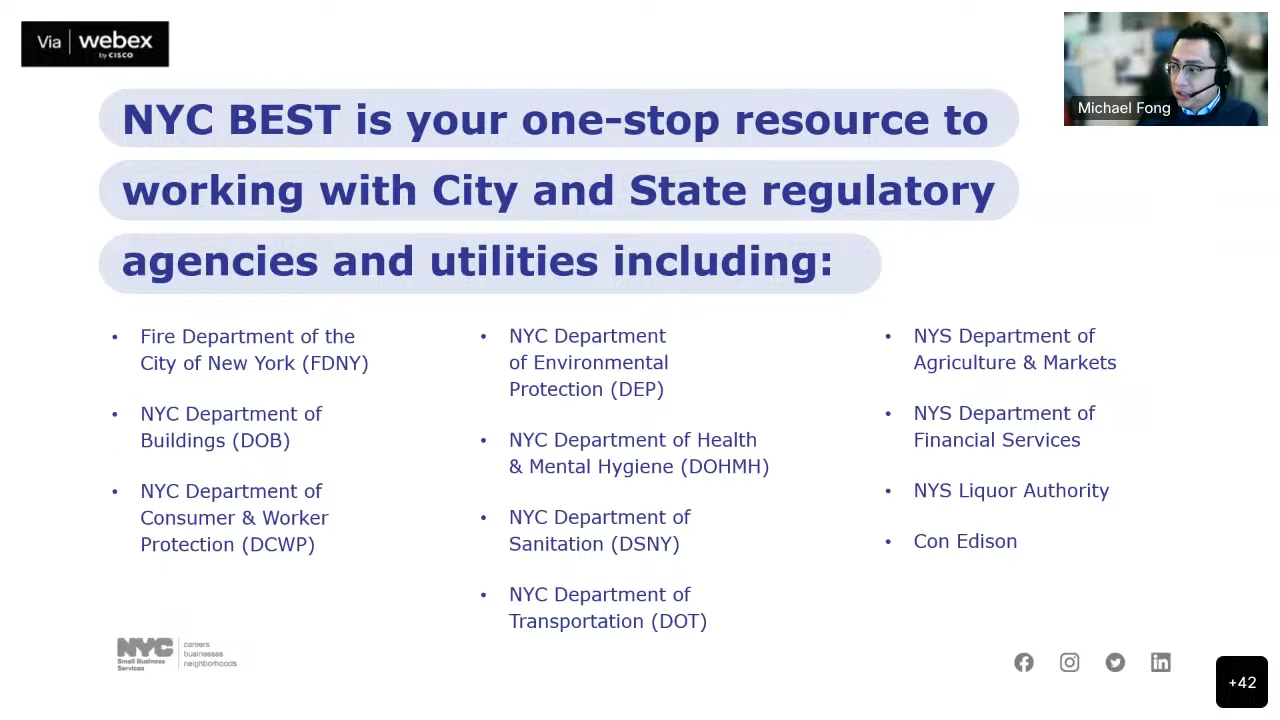 Via webex
by CISCO
Michael Fong
NYC BEST is your one-stop resource to
working with City and State regulatory
agencies and utilities including:
• Fire Department of the
City of New York (FDNY)
• NYC Department of
Buildings (DOB)
• NYC Department of
Consumer & Worker
Protection (DCWP)
• NYC Department
of Environmental
Protection (DEP)
• NYC Department of Health
& Mental Hygiene (DOHMH)
• NYC Department of
Sanitation (DSNY)
• NYC Department of
Transportation (DOT)
• NYS Department of
Agriculture & Markets
• NYS Department of
Financial Services
• NYS Liquor Authority
• Con Edison
NYC
Small Business
Services
careers
businesses
neighborhoods
+42